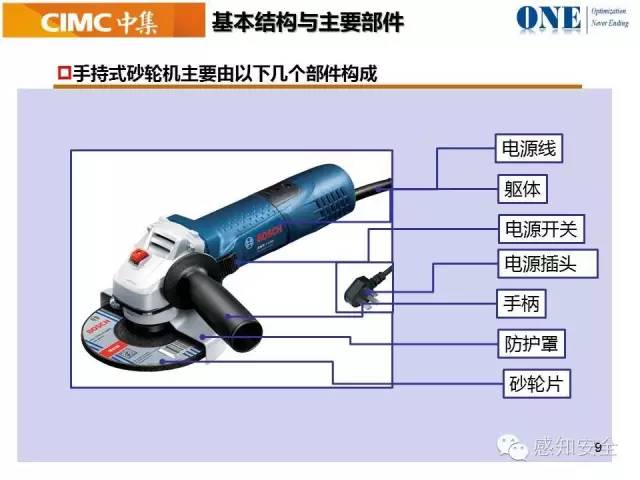 CIMC中集
基本结构与主要部件
ONE
Optimization
Never Ending
手持式砂轮机主要由以下几个部件构成
电源线
躯体
电源开关
电源插头
手柄
防护罩
砂轮片
BOSCH
BOSCH
感知安全
9